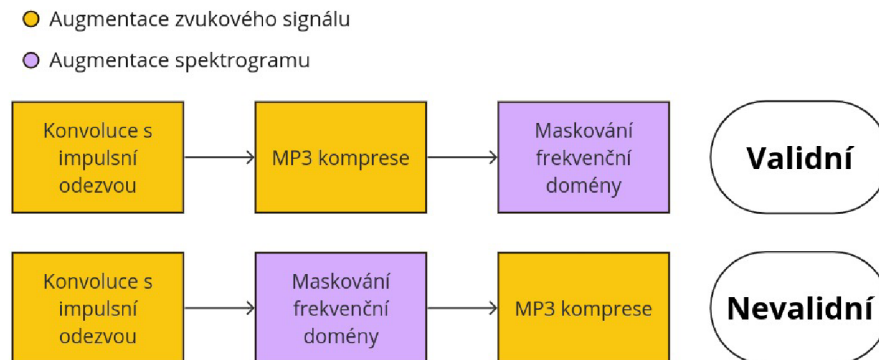 Augmentace zvukového signálu
Augmentace spektrogramu
Konvoluce s
impulsní
odezvou
MP3 komprese
Maskování
frekvenční
domény
Validní
Konvoluce s
impulsní
odezvou
Maskování
frekvenční
domény
MP3 komprese
Nevalidní